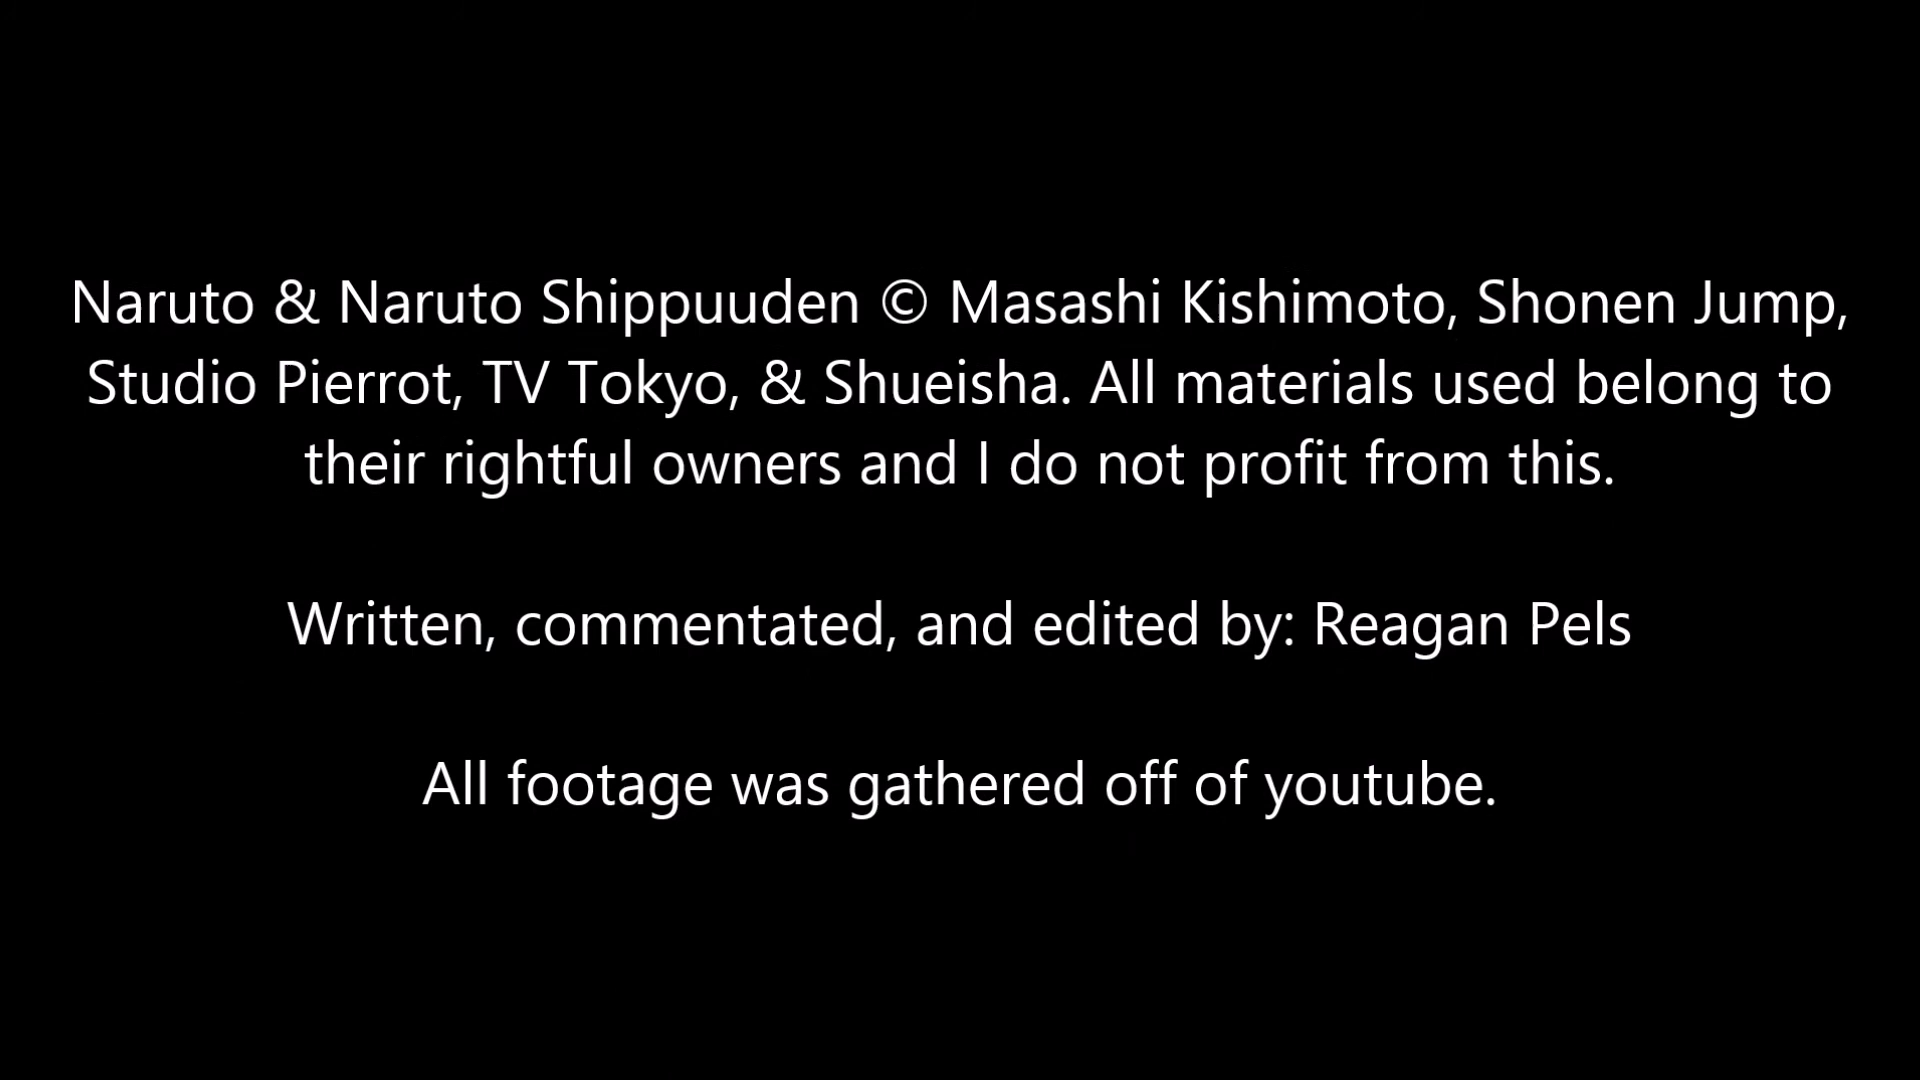 Naruto & Naruto Shippuuden © Masashi Kishimoto, Shonen Jump,
Studio Pierrot, TV Tokyo, & Shueisha. All materials used belong to
their rightful owners and I do not profit from this.
Written, commentated, and edited by: Reagan Pels
All footage was gathered off of youtube.